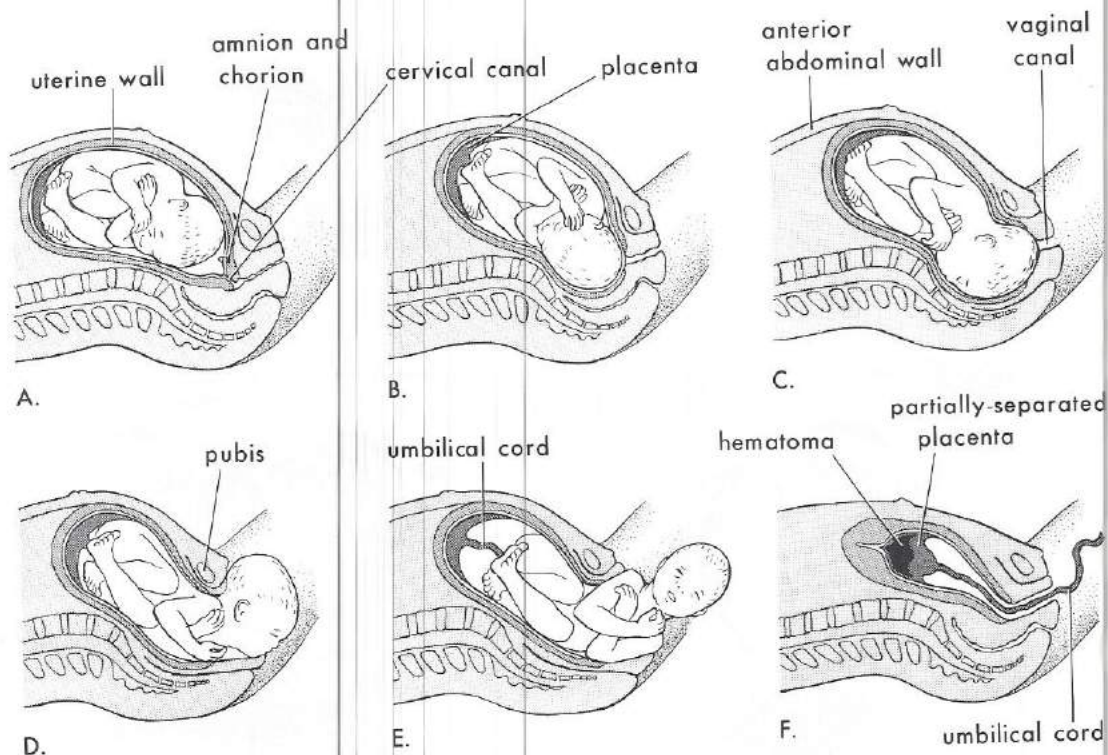 amnion and
chorion
uterine wall
cervical canal
placenta
anterior
abdominal wall
vaginal
canal
A.
B.
C.
pubis
umbilical cord
partially-separated
placenta
hematoma
D.
E.
F.
umbilical cord